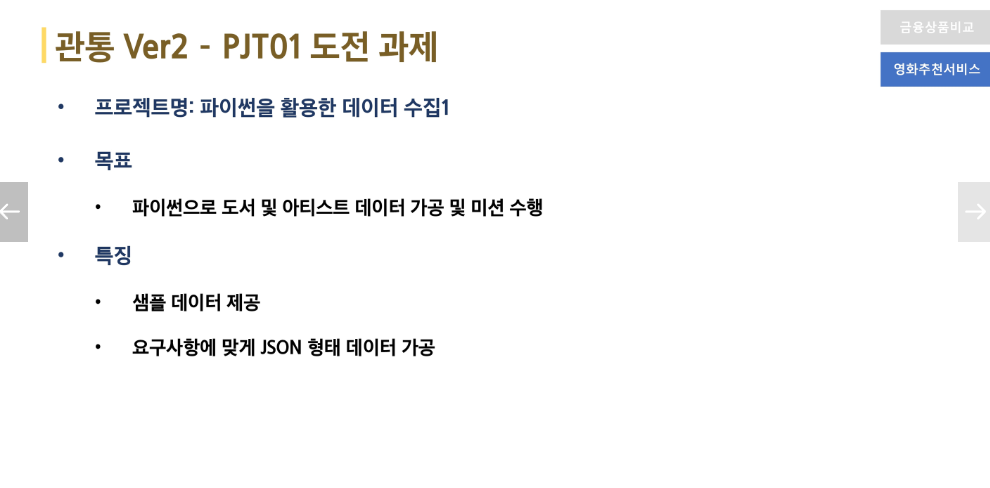 관통 Ver2 - PJT01 도전 과제
금융상품비교
영화추천서비스
• 프로젝트명: 파이썬을 활용한 데이터 수집1
• 목표
• 파이썬으로 도서 및 아티스트 데이터 가공 및 미션 수행
• 특징
• 샘플 데이터 제공
• 요구사항에 맞게 JSON 형태 데이터 가공